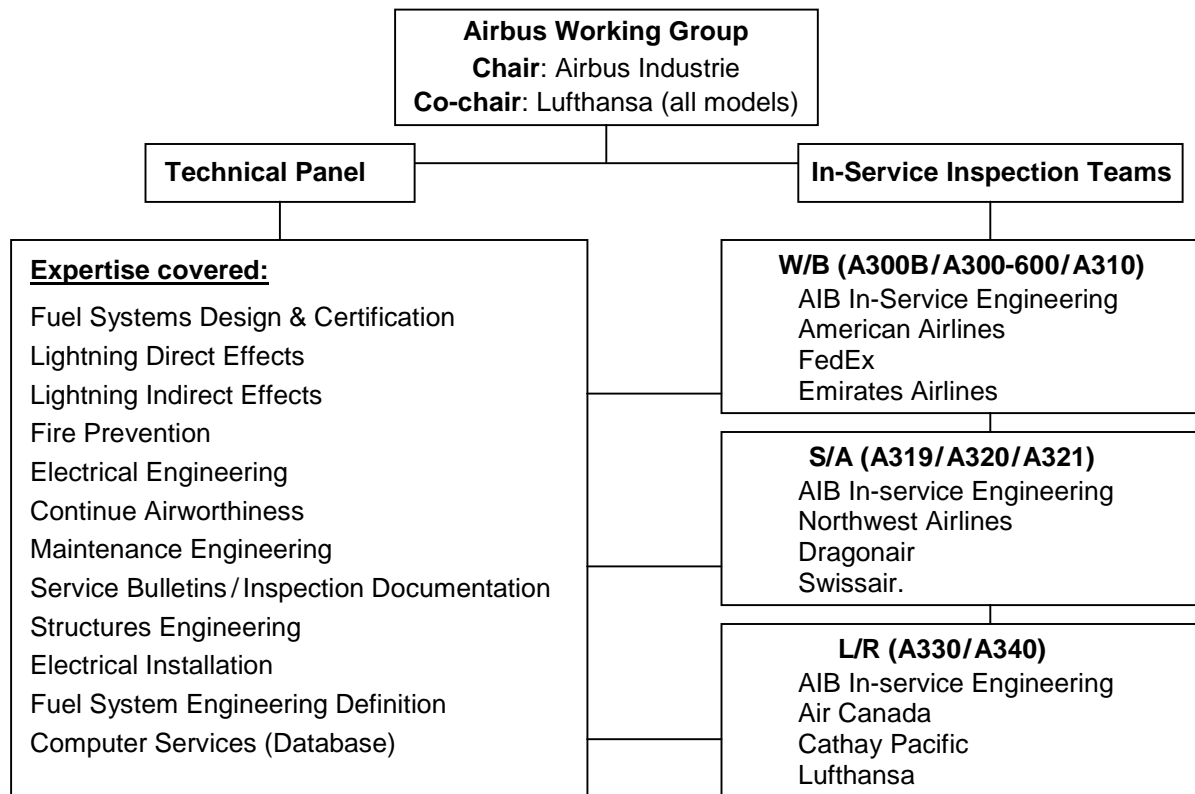 Airbus Working Group
Chair: Airbus Industrie
Co-chair: Lufthansa (all models)
Technical Panel
In-Service Inspection Teams
Expertise covered:
Fuel Systems Design & Certification
Lightning Direct Effects
Lightning Indirect Effects
Fire Prevention
Electrical Engineering
Continue Airworthiness
Maintenance Engineering
Service Bulletins/Inspection Documentation
Structures Engineering
Electrical Installation
Fuel System Engineering Definition
Computer Services (Database)
W/B (A300B/A300-600/A310)
AIB In-Service Engineering
American Airlines
FedEx
Emirates Airlines
S/A (A319/A320/A321)
AIB In-service Engineering
Northwest Airlines
Dragonair
Swissair.
L/R (A330/A340)
AIB In-service Engineering
Air Canada
Cathay Pacific
Lufthansa